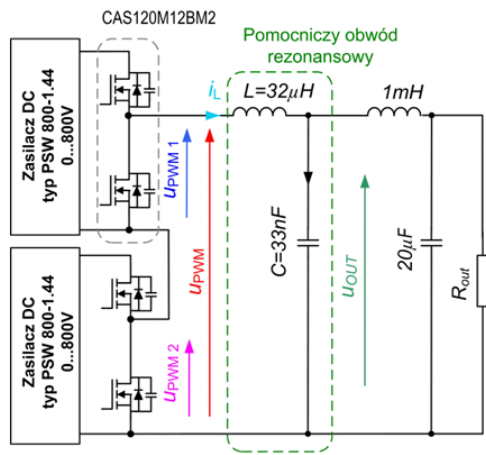 CAS120M12BM2
Pomocniczy obwód
rezonansowy
Zasilacz DC
typ PSW 800-1.44
0...800V
iL
L=32μH
1mH
uPWM 1
uPWM
C=33nF
uOUT
20μF
Rout
Zasilacz DC
typ PSW 800-1.44
0...800V
uPWM 2